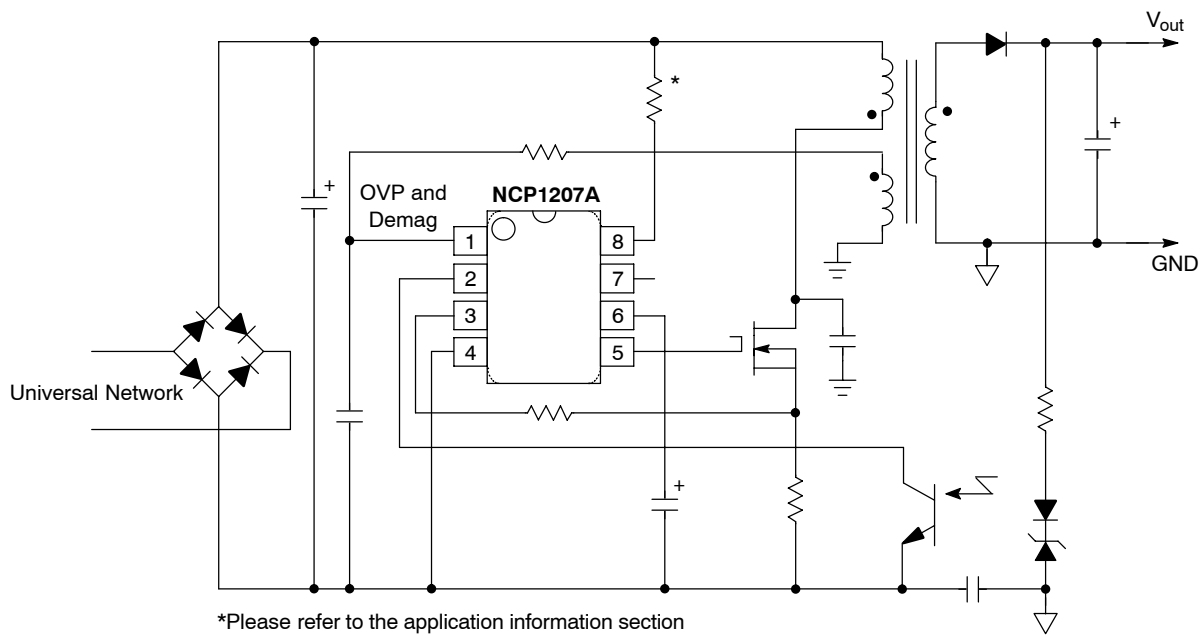 Vout
+
*
+
OVP and
Demag
NCP1207A
1
8
2
7
3
6
4
5
GND
Universal Network
+
*Please refer to the application information section